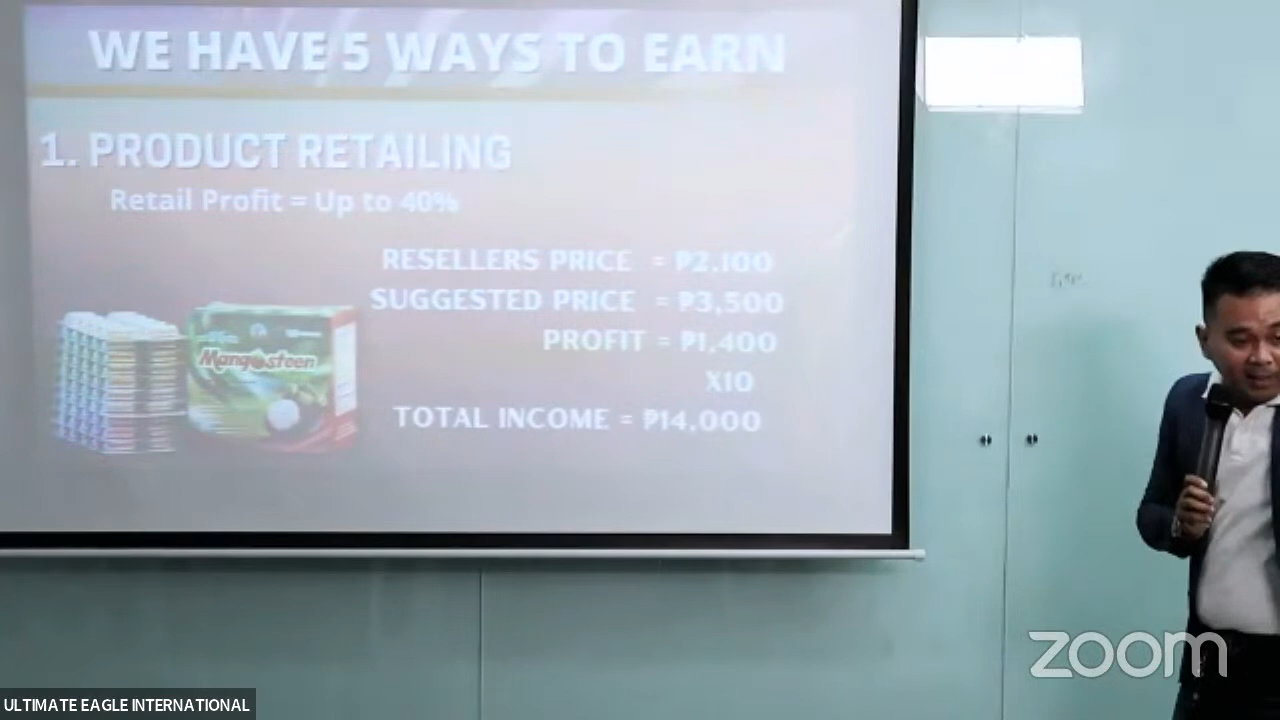 WE HAVE 5 WAYS TO EARN
1. PRODUCT RETAILING
Retail Profit = Up to 40%
RESELLERS PRICE = ₱2,100
SUGGESTED PRICE = ₱3,500
PROFIT = ₱1,400
X10
TOTAL INCOME = ₱14,000
Mangosteen
zoom
ULTIMATE EAGLE INTERNATIONAL